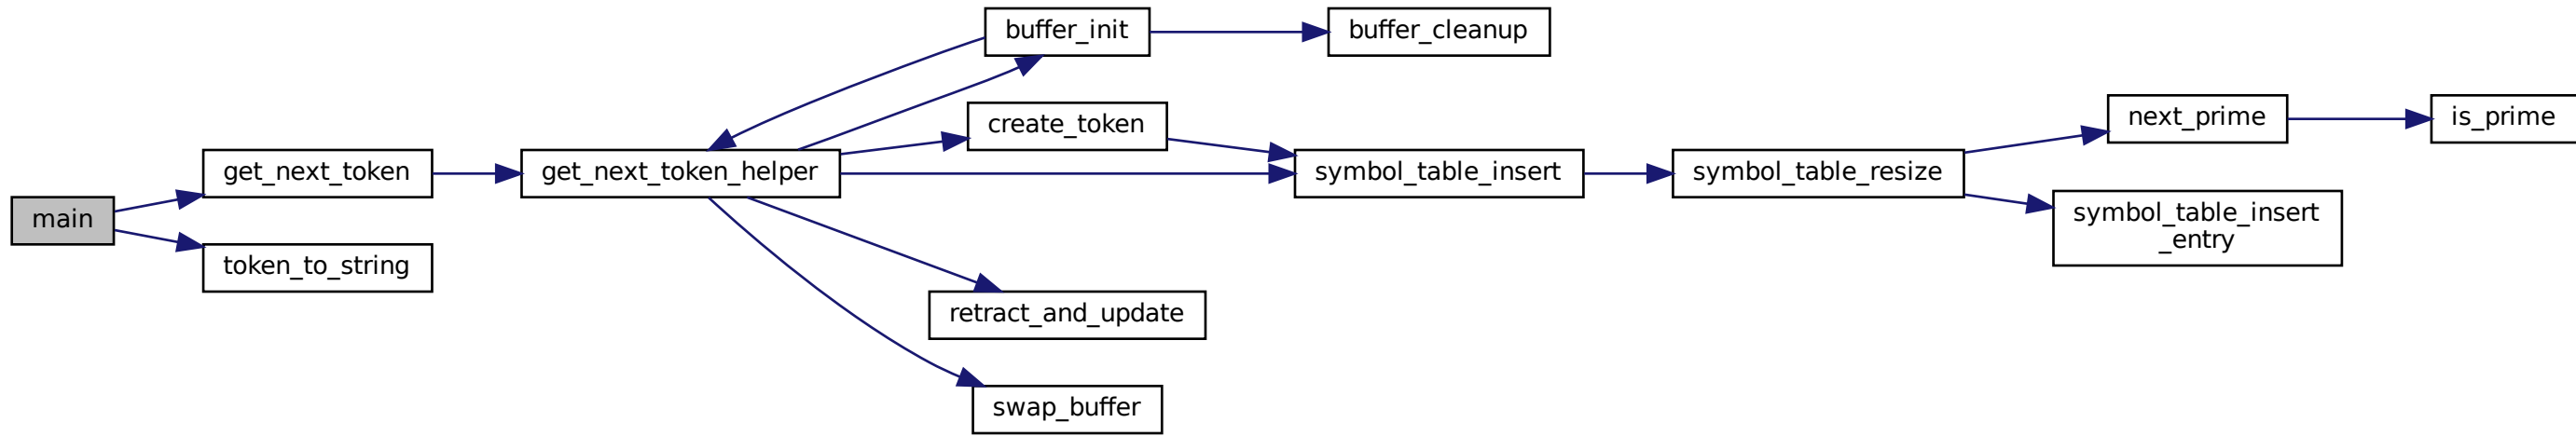 main
get_next_token
token_to_string
get_next_token_helper
buffer_init
buffer_cleanup
create_token
symbol_table_insert
symbol_table_resize
next_prime
is_prime
symbol_table_insert
_entry
retract_and_update
swap_buffer